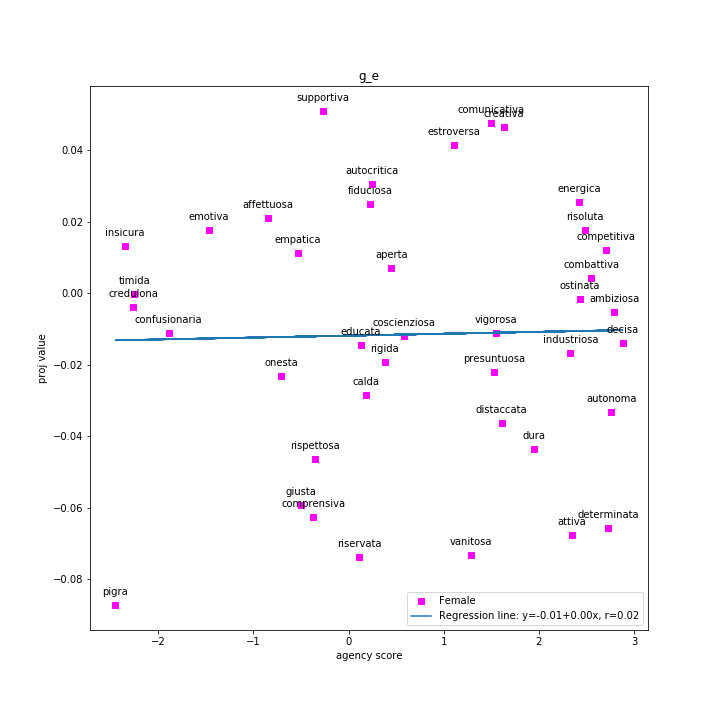 g_e
supportiva
comunicativa
creativa
estroversa
autocritica
fiduciosa
energica
affettuosa
emotiva
risoluta
insicura
empatica
competitiva
aperta
combattiva
timida
credulona
ostinata
ambiziosa
confusionaria
vigorosa
coscienziosa
educata
decisa
industriosa
rigida
onesta
presuntuosa
calda
autonoma
distaccata
dura
rispettosa
giusta
comprensiva
determinata
attiva
riservata
vanitosa
pigra
0.04
0.02
0.00
−0.02
−0.04
−0.06
−0.08
proj value
−2
−1
0
1
2
3
agency score
Female
Regression line: y=-0.01+0.00x, r=0.02